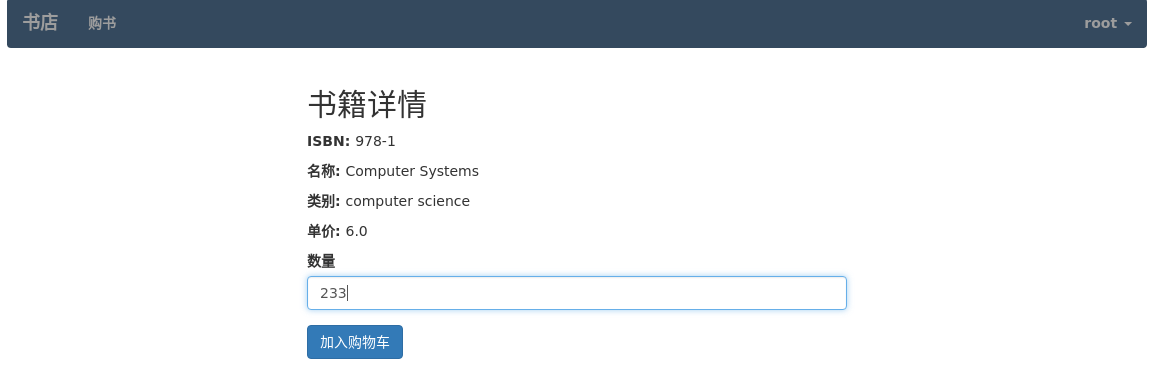 书店 购书 root
书籍详情
ISBN: 978-1
名称: Computer Systems
类别: computer science
单价: 6.0
数量
233
加入购物车